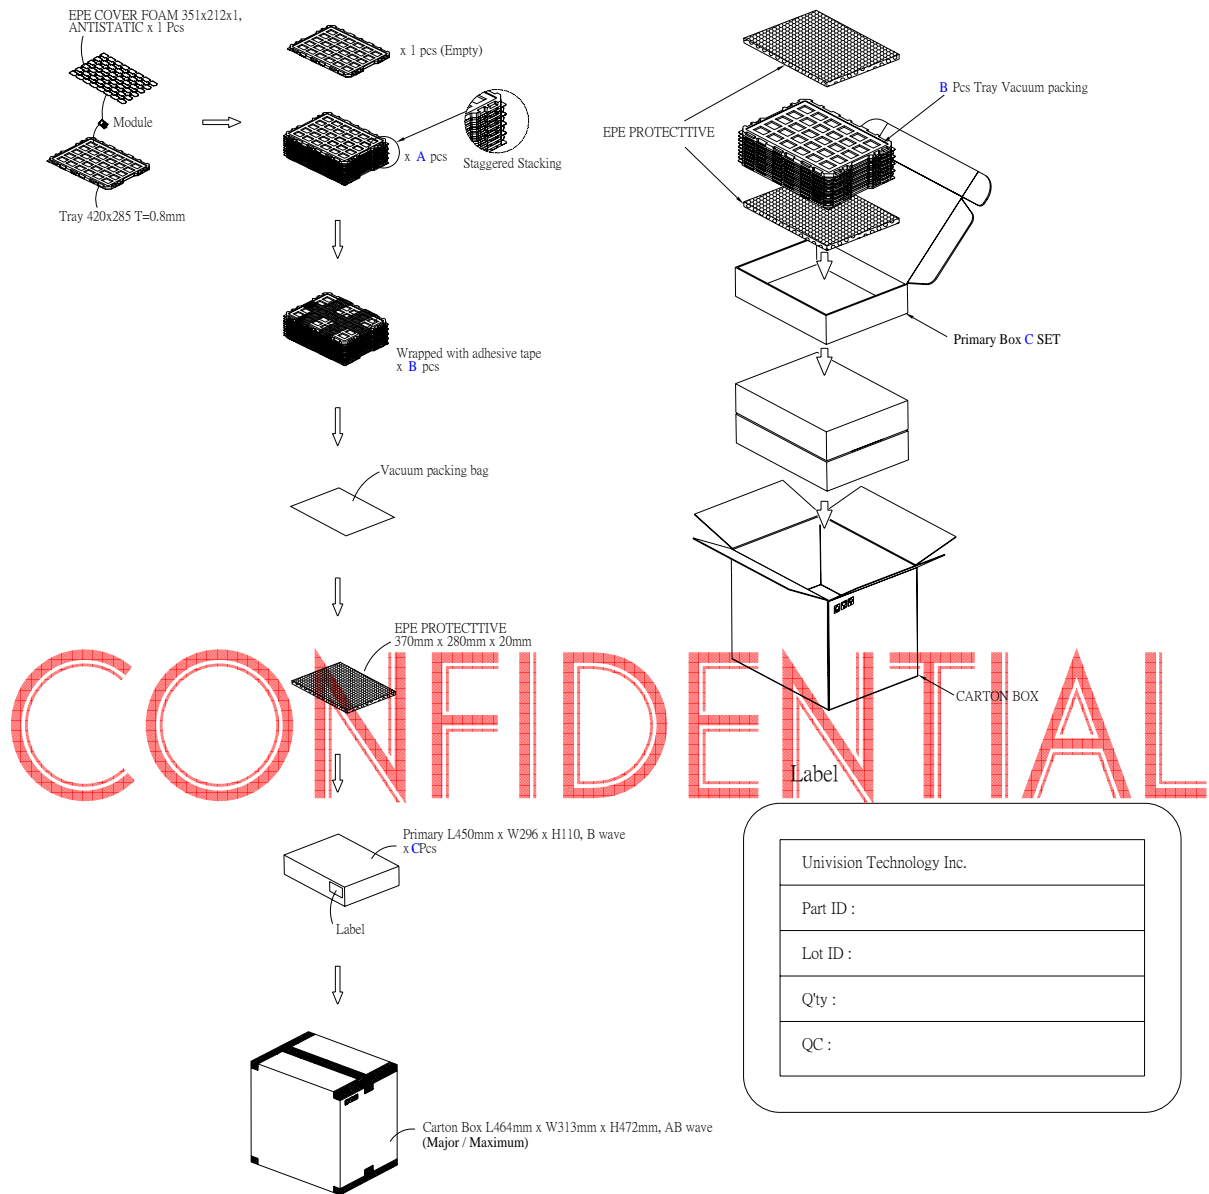 EPE COVER FOAM 351x212x1,
ANTISTATIC x 1 Pcs
Module
Tray 420x285 T=0.8mm
x 1 pcs (Empty)
x A pcs
Staggered Stacking
Wrapped with adhesive tape
x B pcs
Vacuum packing bag
EPE PROTECTTIVE
370mm x 280mm x 20mm
Primary L450mm x W296 x H110, B wave
x CPcs
Label
Carton Box L464mm x W313mm x H472mm, AB wave
(Major / Maximum)
B Pcs Tray Vacuum packing
EPE PROTECTTIVE
Primary Box C SET
CARTON BOX
CONFIDENTIAL
Label
Univision Technology Inc.
Part ID :
Lot ID :
Q'ty :
QC :